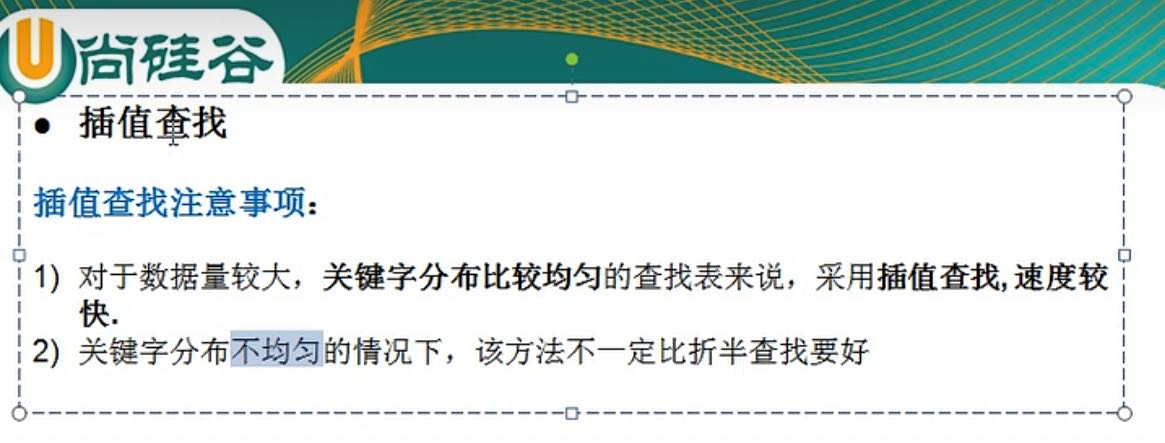 尚硅谷
● 插值查找
插值查找注意事项：
1) 对于数据量较大，关键字分布比较均匀的查找表来说，采用插值查找, 速度较
快.
2) 关键字分布不均匀的情况下，该方法不一定比折半查找要好